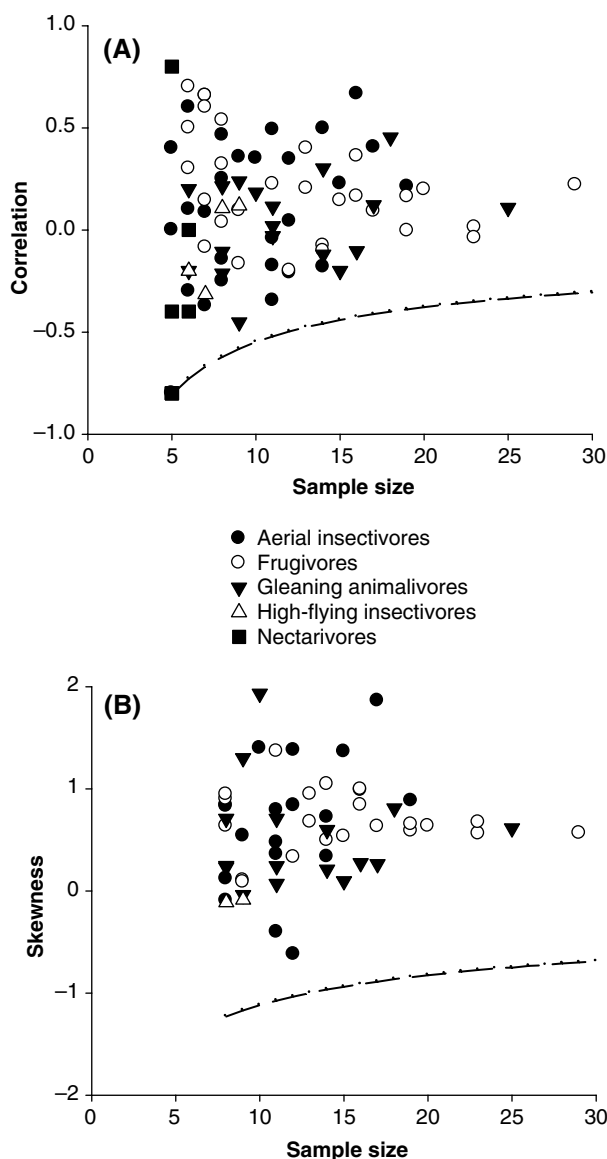 1.0
(A)
0.5
0.0
−0.5
−1.0
Correlation
0 5 10 15 20 25 30
Sample size
Aerial insectivores
Frugivores
Gleaning animalivores
High-flying insectivores
Nectarivores
2
(B)
1
0
−1
−2
Skewness
0 5 10 15 20 25 30
Sample size